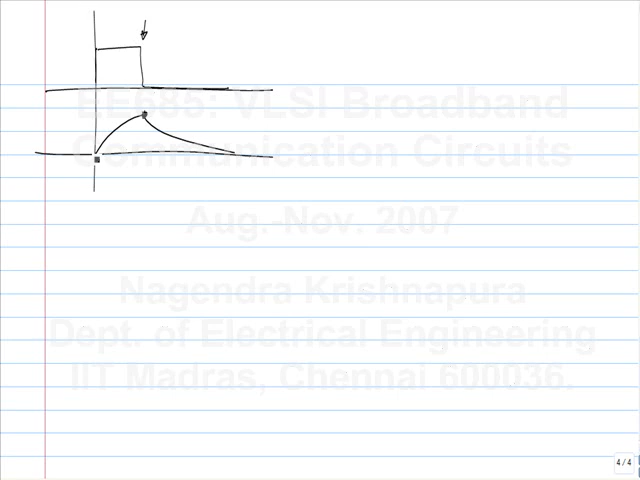 EE685: VLSI Broadband
Communication Circuits
Aug.-Nov. 2007
Nagendra Krishnapura
Dept. of Electrical Engineering
IIT Madras, Chennai 600036.
4 / 4